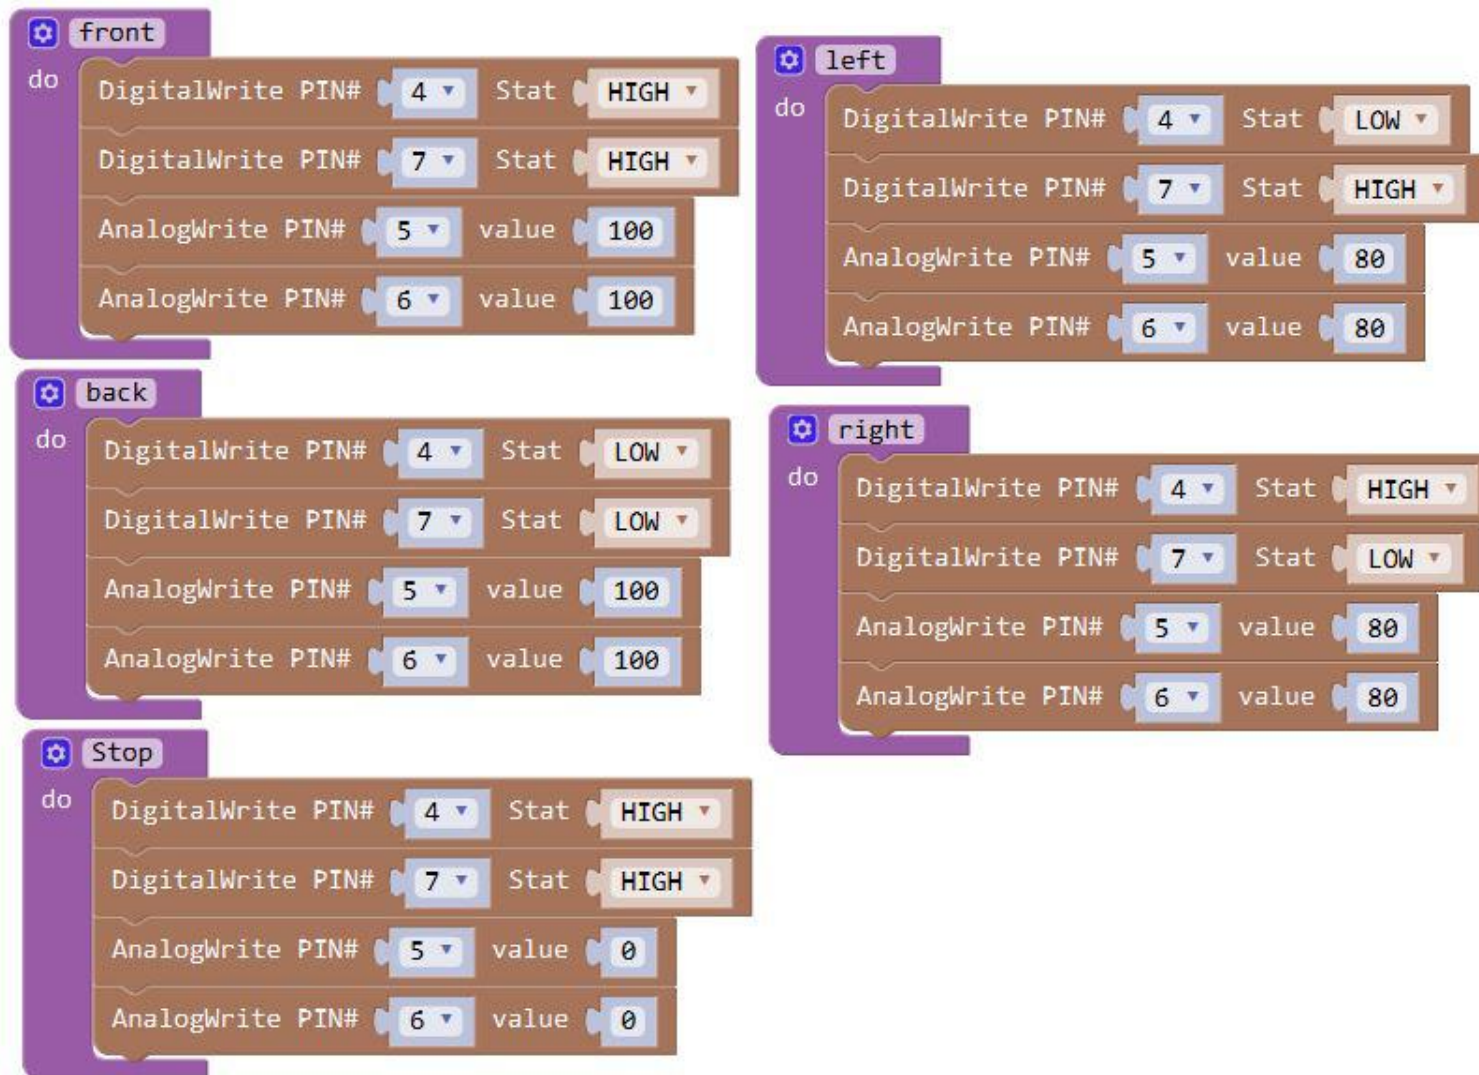 front
do
DigitalWrite PIN# 4 Stat HIGH
DigitalWrite PIN# 7 Stat HIGH
AnalogWrite PIN# 5 value 100
AnalogWrite PIN# 6 value 100
back
do
DigitalWrite PIN# 4 Stat LOW
DigitalWrite PIN# 7 Stat LOW
AnalogWrite PIN# 5 value 100
AnalogWrite PIN# 6 value 100
Stop
do
DigitalWrite PIN# 4 Stat HIGH
DigitalWrite PIN# 7 Stat HIGH
AnalogWrite PIN# 5 value 0
AnalogWrite PIN# 6 value 0
left
do
DigitalWrite PIN# 4 Stat LOW
DigitalWrite PIN# 7 Stat HIGH
AnalogWrite PIN# 5 value 80
AnalogWrite PIN# 6 value 80
right
do
DigitalWrite PIN# 4 Stat HIGH
DigitalWrite PIN# 7 Stat LOW
AnalogWrite PIN# 5 value 80
AnalogWrite PIN# 6 value 80